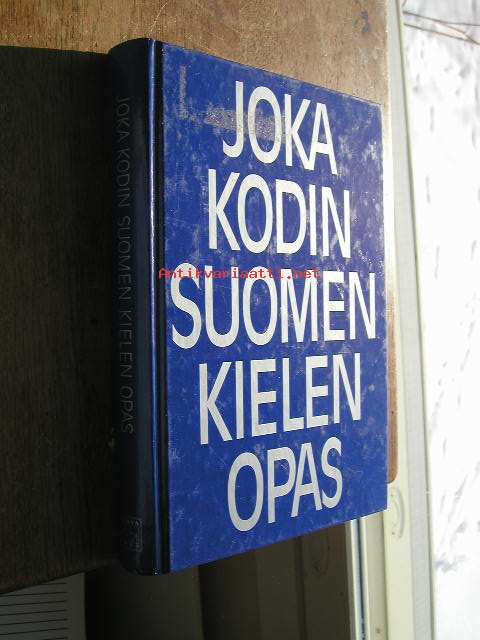 JOKA
KODIN
SUOMEN
KIELEN
OPAS
JOKA KODIN SUOMEN KIELEN OPAS
Antikvariaatti.net